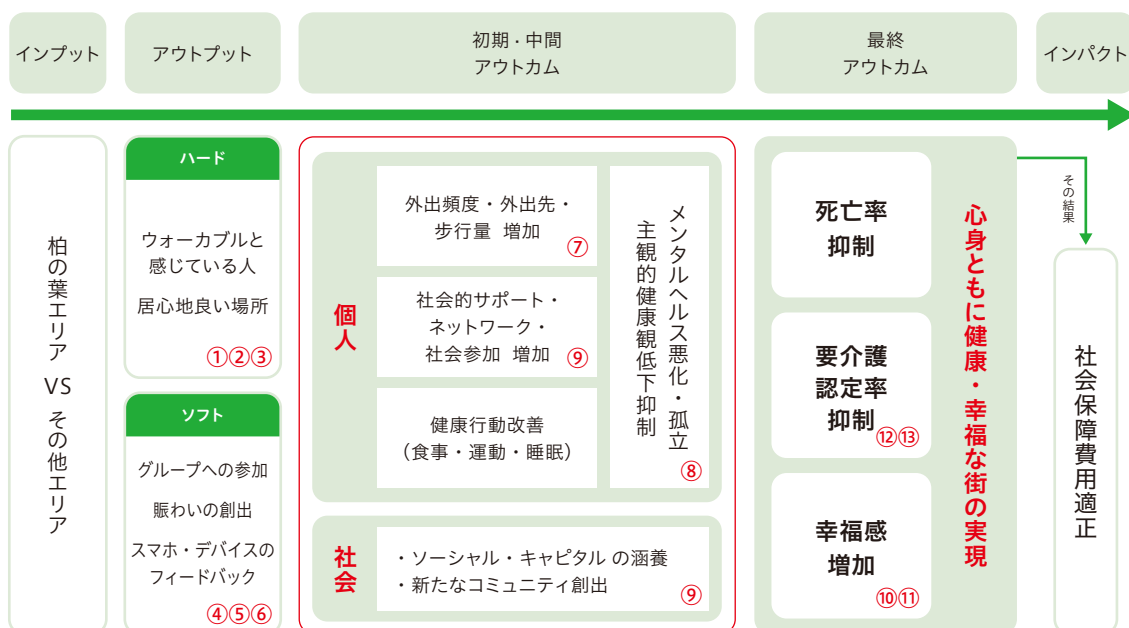 インプット
アウトプット
初期・中間
アウトカム
最終
アウトカム
インパクト
柏の葉エリア VS その他エリア
ハード
ウォーカブルと
感じている人
居心地良い場所
①②③
ソフト
グループへの参加
賑わいの創出
スマホ・デバイスの
フィードバック
④⑤⑥
個人
外出頻度・外出先・
歩行量 増加
⑦
社会的サポート・
ネットワーク・
社会参加 増加
⑨
健康行動改善
(食事・運動・睡眠)
メンタルヘルス悪化・孤立
主観的健康観低下抑制
⑧
社会
・ソーシャル・キャピタル の涵養
・新たなコミュニティ創出
⑨
死亡率
抑制
要介護
認定率
抑制
⑫⑬
幸福感
増加
⑩⑪
心身ともに健康・幸福な街の実現
その結果
社会保障費用適正